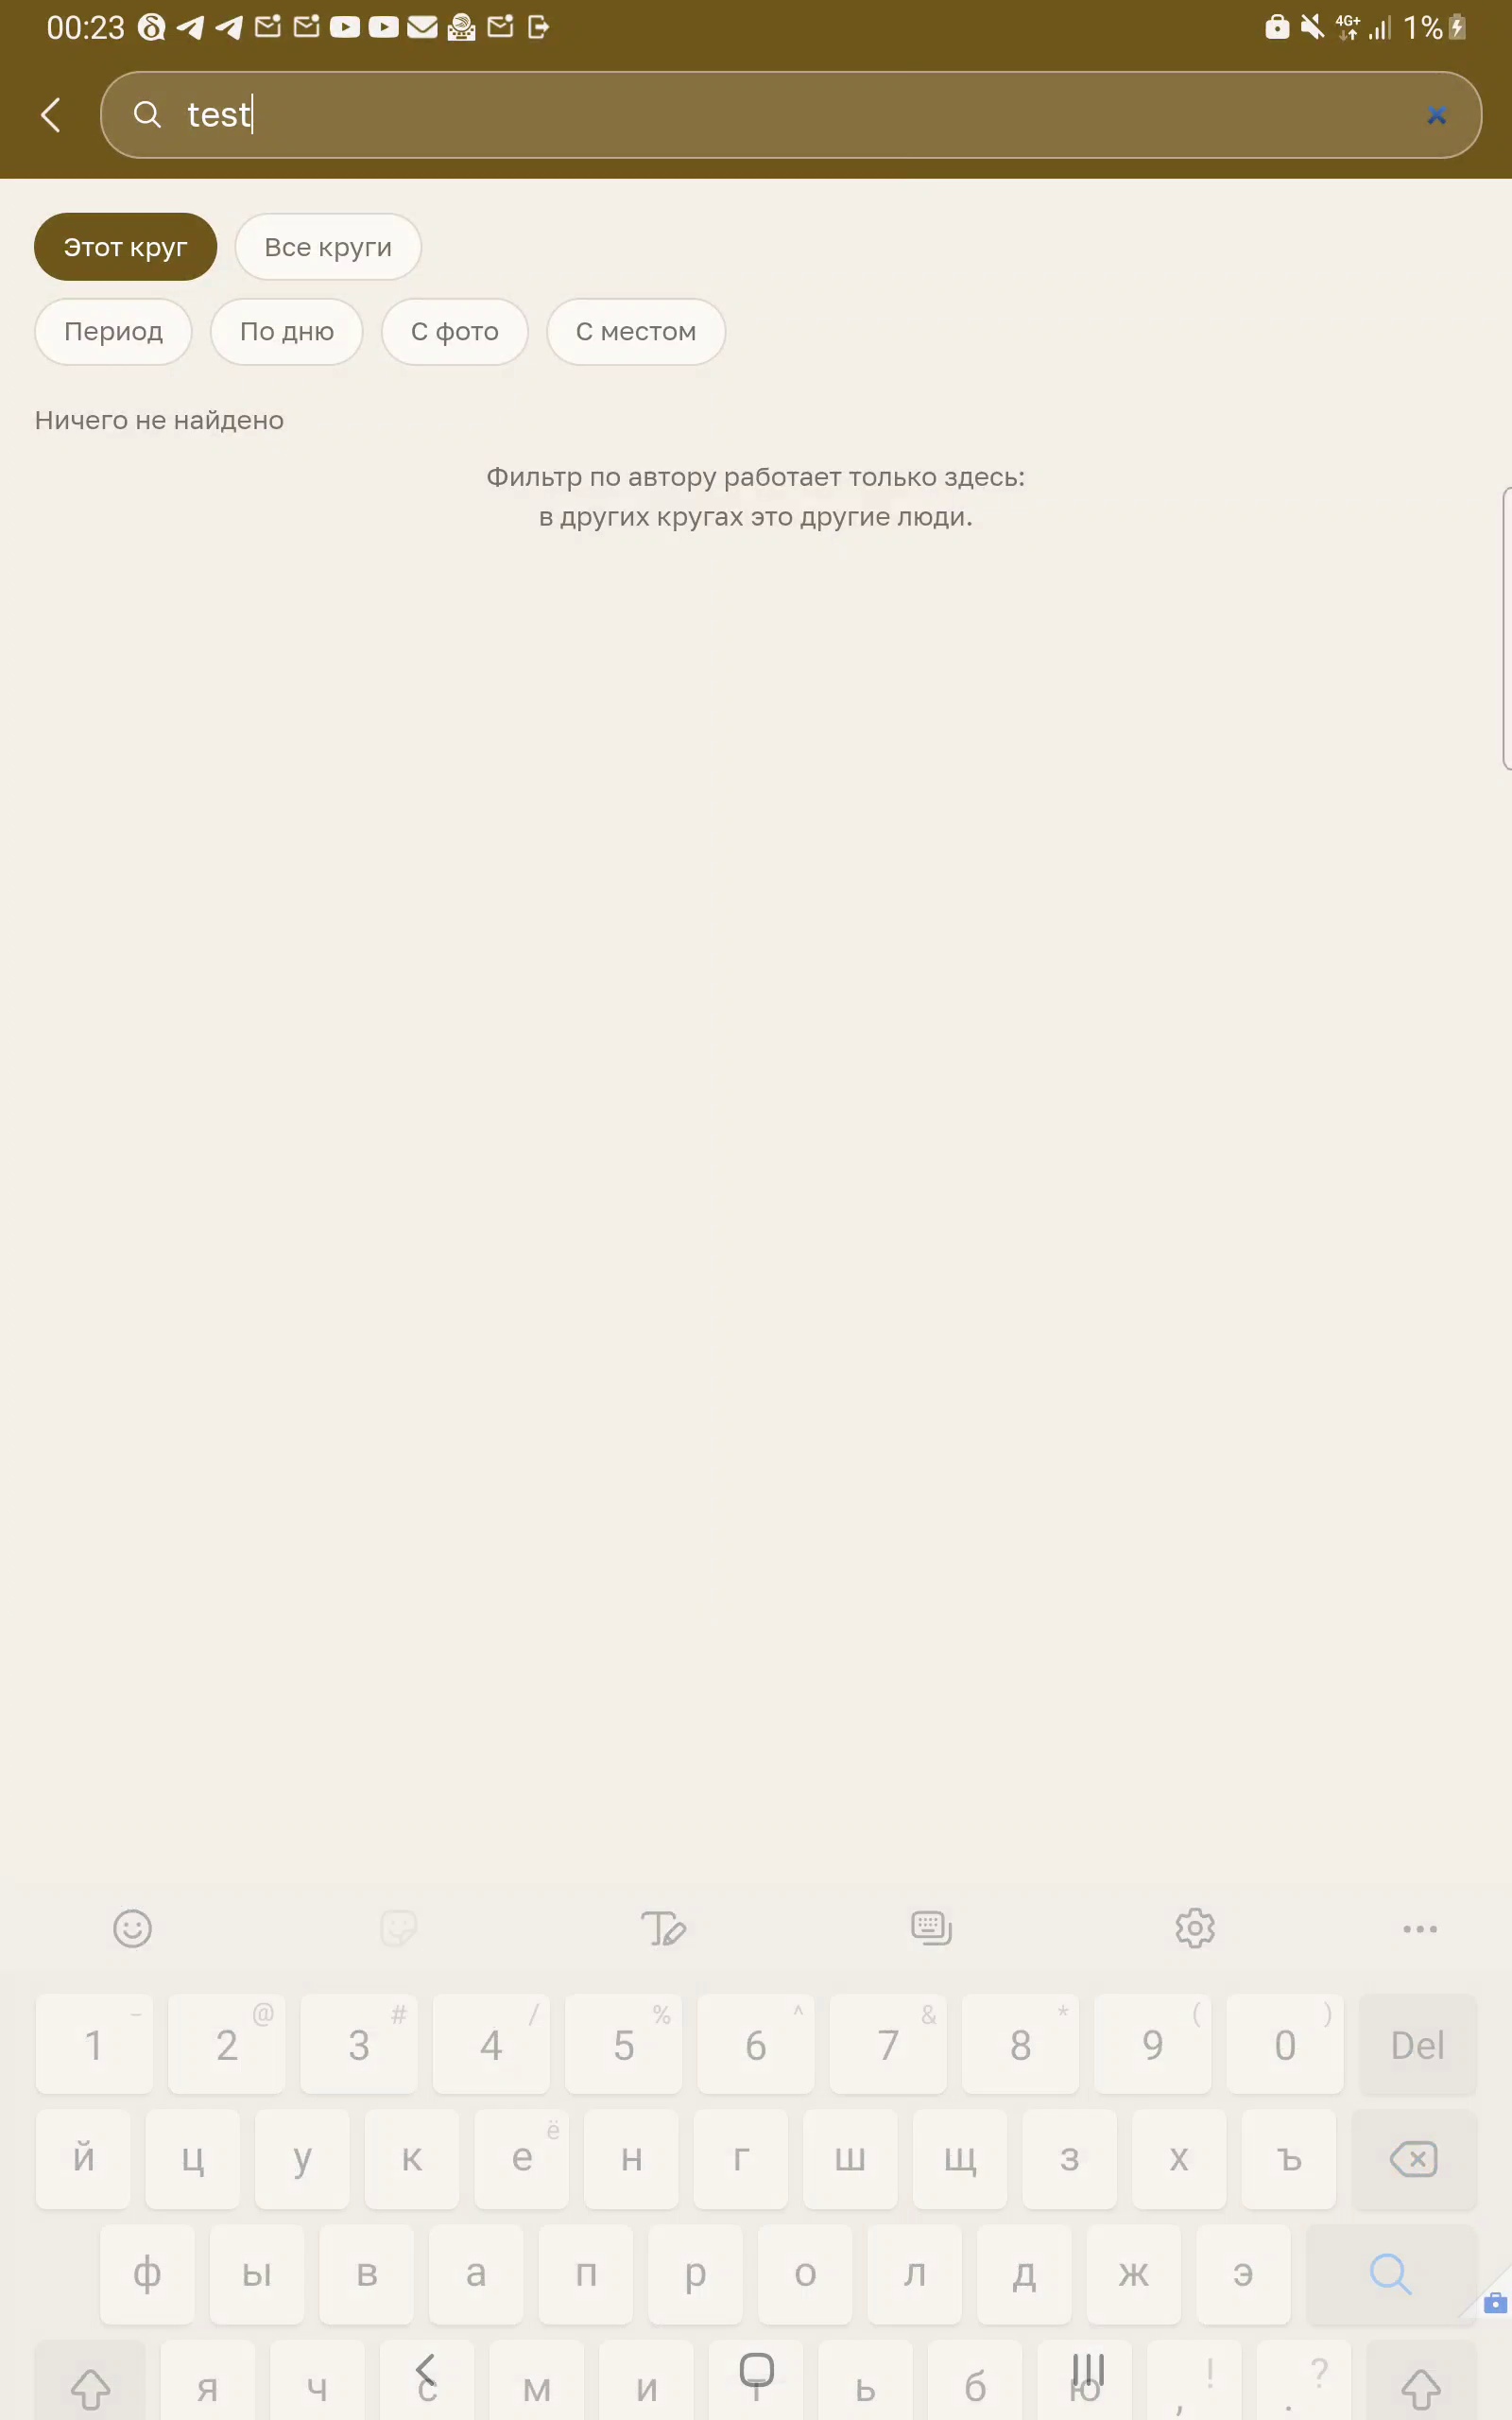 00:23
4G+ 1%
test
Этот круг Все круги
Период По дню С фото С местом
Ничего не найдено
Фильтр по автору работает только здесь:
в других кругах это другие люди.
1 2 @ 3 # 4 / 5 % 6 ^ 7 & 8 * 9 ( 0 ) Del
й ц у к е ё н г ш щ з х ъ
ф ы в а п р о л д ж э
я ч с м и т ь б ю , ! . ?